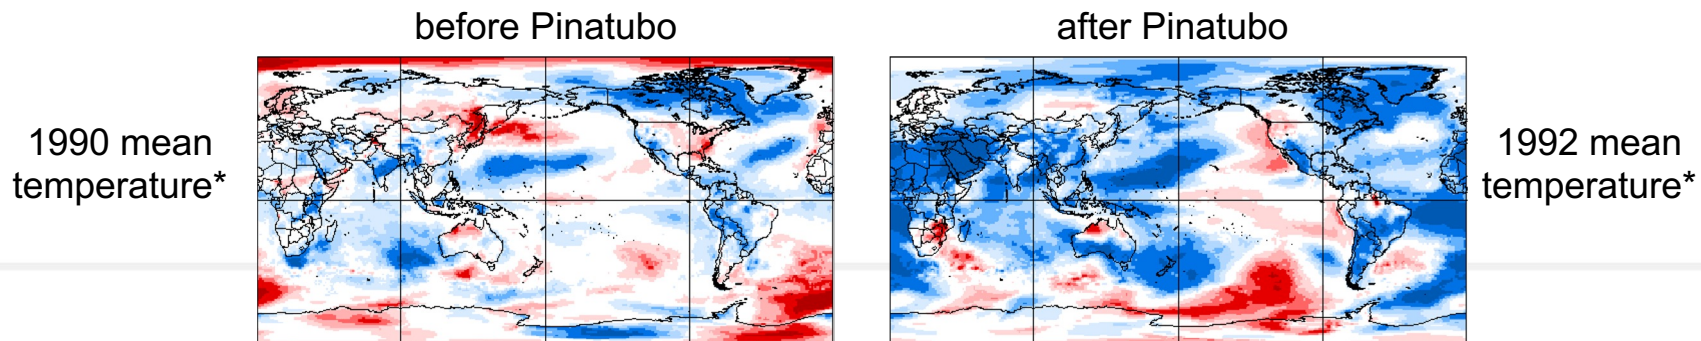 before Pinatubo
after Pinatubo
1990 mean
temperature*
1992 mean
temperature*